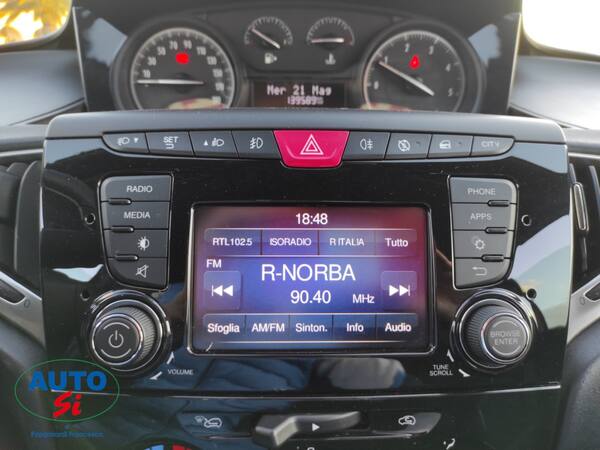 Mer 21 Mag
SET
CITY
RADIO
MEDIA
PHONE
APPS
18:48
RTL102.5 ISORADIO R ITALIA Tutto
FM
R-NORBA
90.40 MHz
Sfoglia AM/FM Sinton. Info Audio
VOLUME
BROWSE
ENTER
TUNE
SCROLL
AUTO
Si